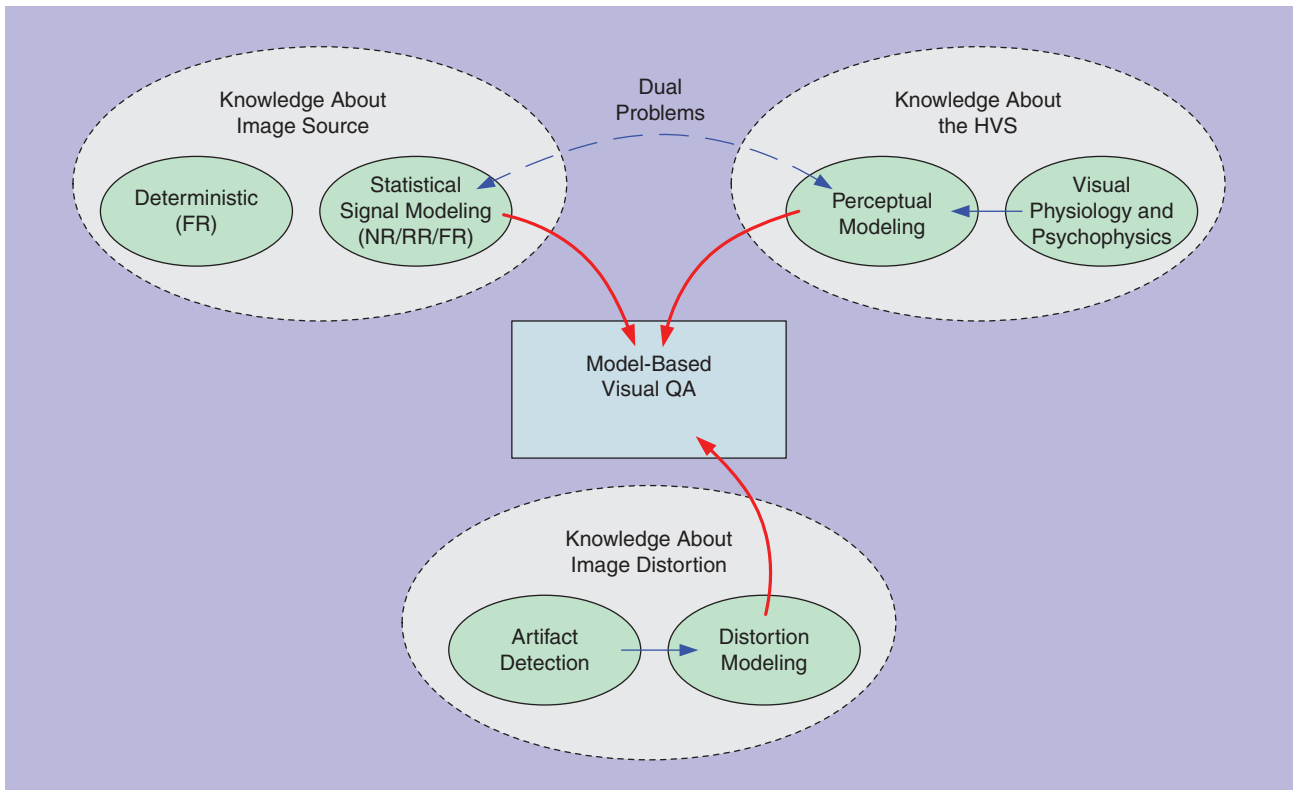 Knowledge About
Image Source
Deterministic
(FR)
Statistical
Signal Modeling
(NR/RR/FR)
Dual
Problems
Knowledge About
the HVS
Perceptual
Modeling
Visual
Physiology and
Psychophysics
Model-Based
Visual QA
Knowledge About
Image Distortion
Artifact
Detection
Distortion
Modeling